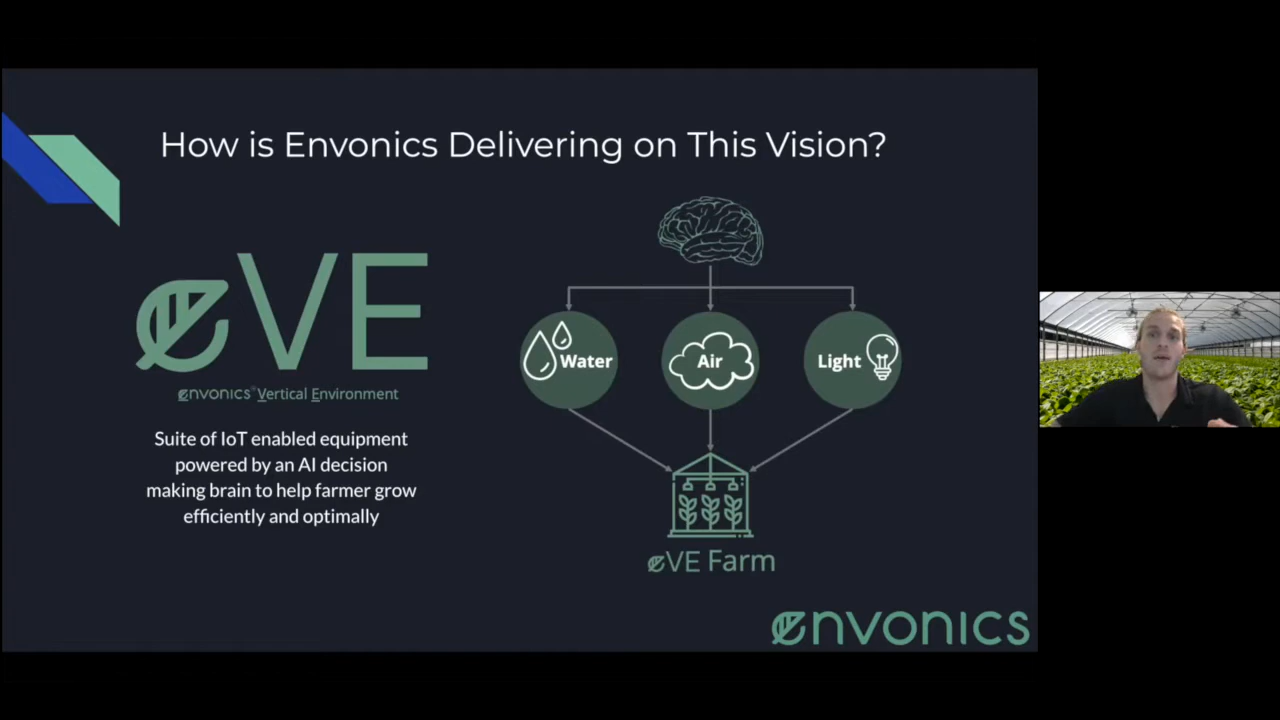 How is Envonics Delivering on This Vision?
eVE
envonics® Vertical Environment
Suite of IoT enabled equipment
powered by an AI decision
making brain to help farmer grow
efficiently and optimally
Water
Air
Light
eVE Farm
envonics